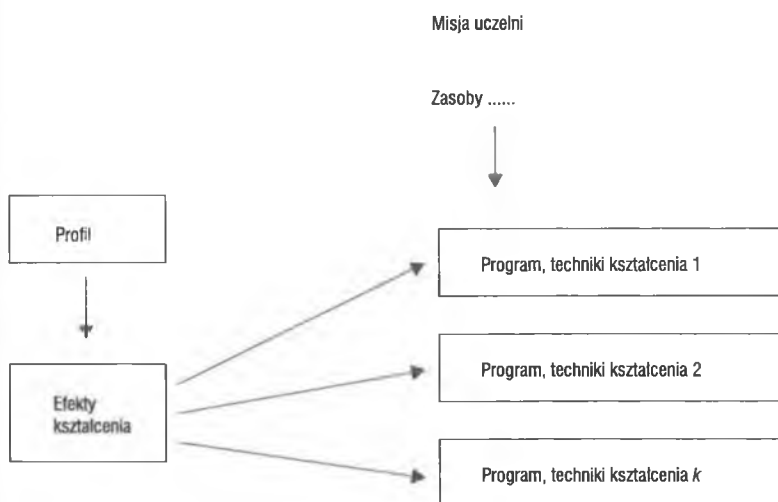 Misja uczelni
Zasoby ......
Profil
Program, techniki kształcenia 1
Program, techniki kształcenia 2
Efekty
kształcenia
Program, techniki kształcenia k